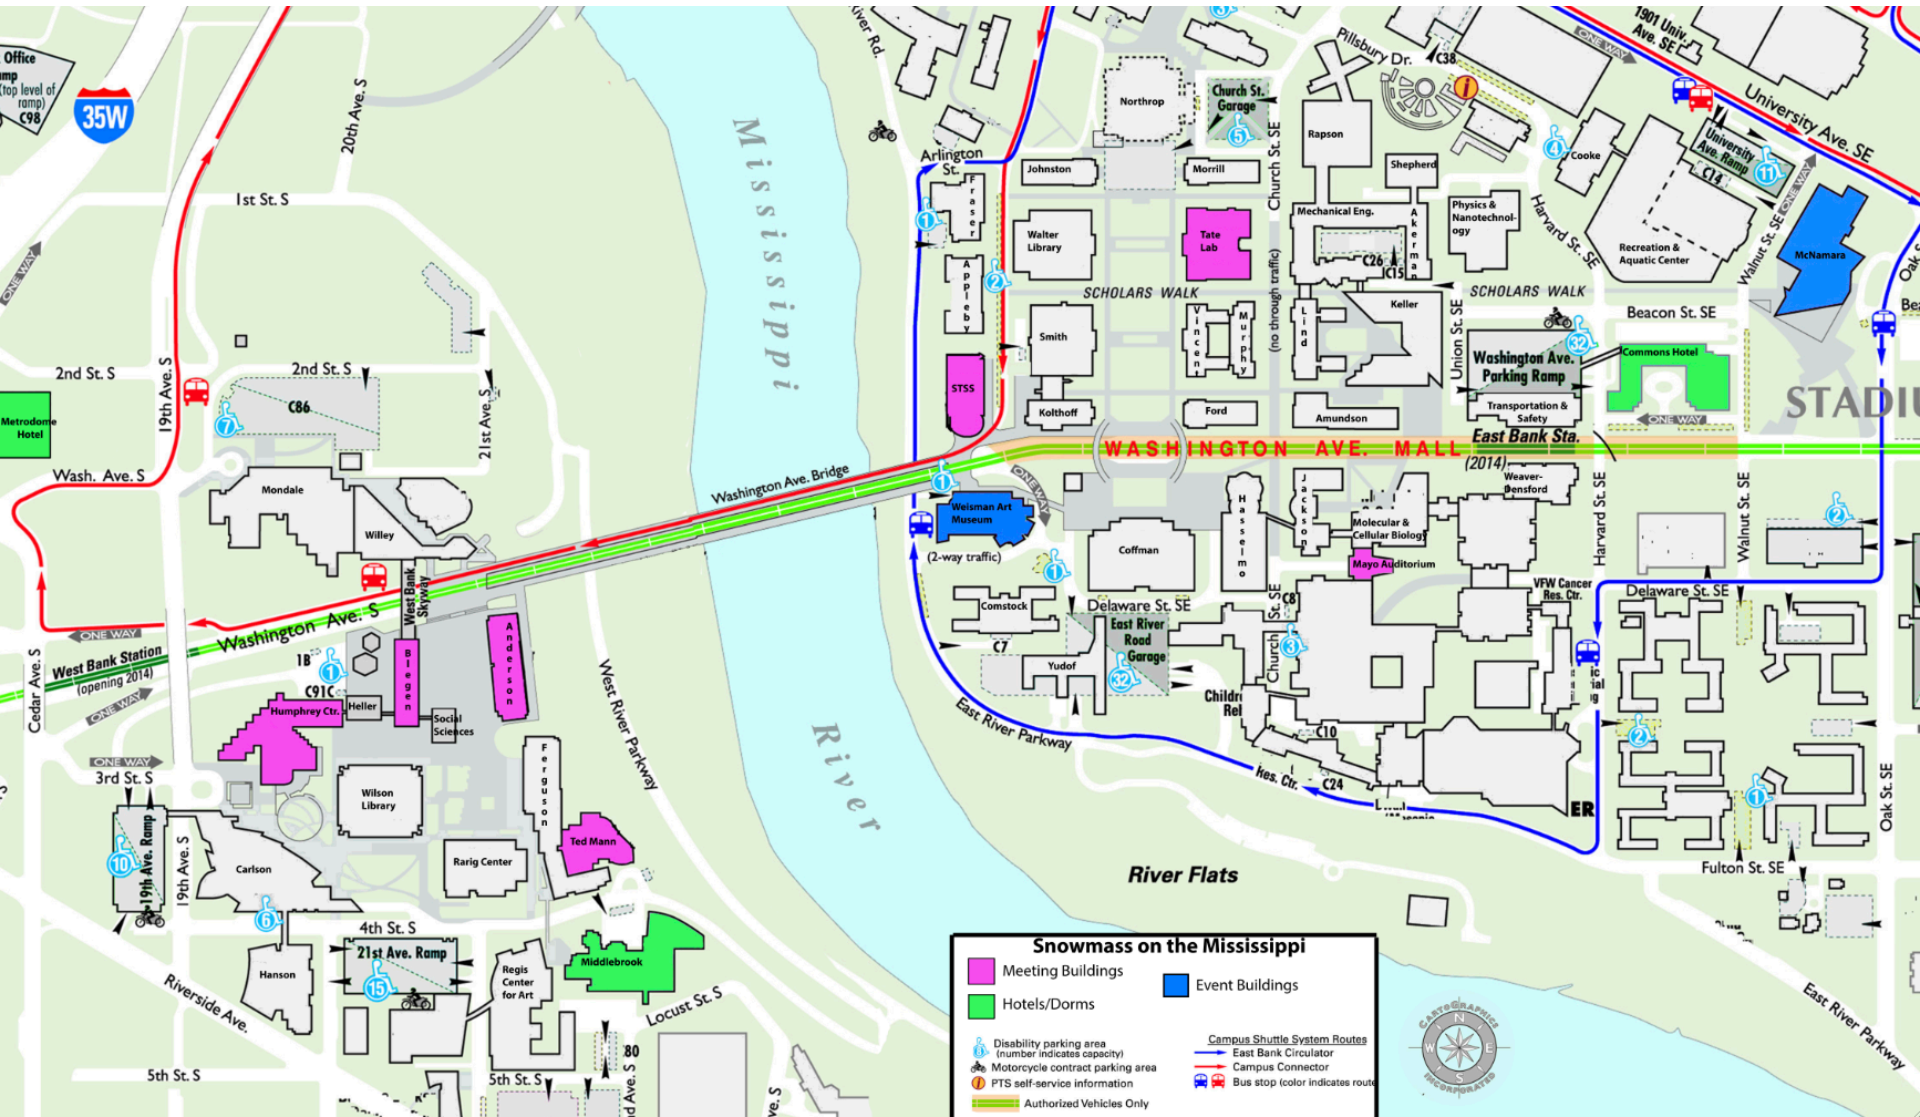 Office
(top level of
ramp)
C98
35W
20th Ave. S
1st St. S
ONE WAY
2nd St. S
2nd St. S
19th Ave. S
21st Ave. S
C86
7
Metrodome
Hotel
Wash. Ave. S
Mondale
Willey
West Bank
Skyway
Washington Ave. S
ONE WAY
West Bank Station
(opening 2014)
ONE WAY
Cedar Ave. S
1B
1
C91C
Blegen
Anderson
Humphrey Ctr.
Heller
Social
Sciences
ONE WAY
3rd St. S
Wilson
Library
Ferguson
Ted Mann
Rarig Center
10
19th Ave. Ramp
19th Ave. S
Carlson
6
4th St. S
21st Ave. Ramp
15
Hanson
Regis
Center
for Art
Middlebrook
Riverside Ave.
Locust St. S
5th St. S
5th St. S
80
West River Parkway
Mississippi
River
Washington Ave. Bridge
River Rd.
Arlington
St.
Fraser
1
Appleby
2
STSS
Johnston
Walter
Library
Smith
Kolthoff
Northrop
Morrill
Tate
Lab
3
Church St.
Garage
5
Church St. SE
(no through traffic)
SCHOLARS WALK
Vincent
Murphy
Ford
Lind
Amundson
Keller
Mechanical Eng.
Akerman
C26
C15
Rapson
Shepherd
Pillsbury Dr.
C38
i
Physics &
Nanotechnol-
ogy
4
Cooke
Harvard St. SE
Recreation &
Aquatic Center
1901 Univ.
Ave. SE
ONE WAY
University Ave. SE
University
Ave. Ramp
11
C14
ONE WAY
Walnut St. SE
McNamara
SCHOLARS WALK
Union St. SE
Beacon St. SE
32
Washington Ave.
Parking Ramp
Transportation &
Safety
Commons Hotel
ONE WAY
WASHINGTON AVE. MALL
East Bank Sta.
(2014)
1
Weisman Art
Museum
ONE WAY
(2-way traffic)
1
Coffman
Hasselmo
Jackson
Molecular &
Cellular Biology
Mayo Auditorium
Weaver-
Densford
Harvard St. SE
Walnut St. SE
2
VFW Cancer
Res. Ctr.
Delaware St. SE
Comstock
Delaware St. SE
East River
Road
Garage
C7
Yudof
32
C8
Church St. SE
3
C10
Res. Ctr.
C24
ER
2
1
Oak St. SE
Fulton St. SE
East River Parkway
River Flats
East River Parkway
Snowmass on the Mississippi
Meeting Buildings
Event Buildings
Hotels/Dorms
Disability parking area
(number indicates capacity)
Motorcycle contract parking area
PTS self-service information
Authorized Vehicles Only
Campus Shuttle System Routes
East Bank Circulator
Campus Connector
Bus stop (color indicates route
CARTOGRAPHICS
INCORPORATED
N
W
E
S